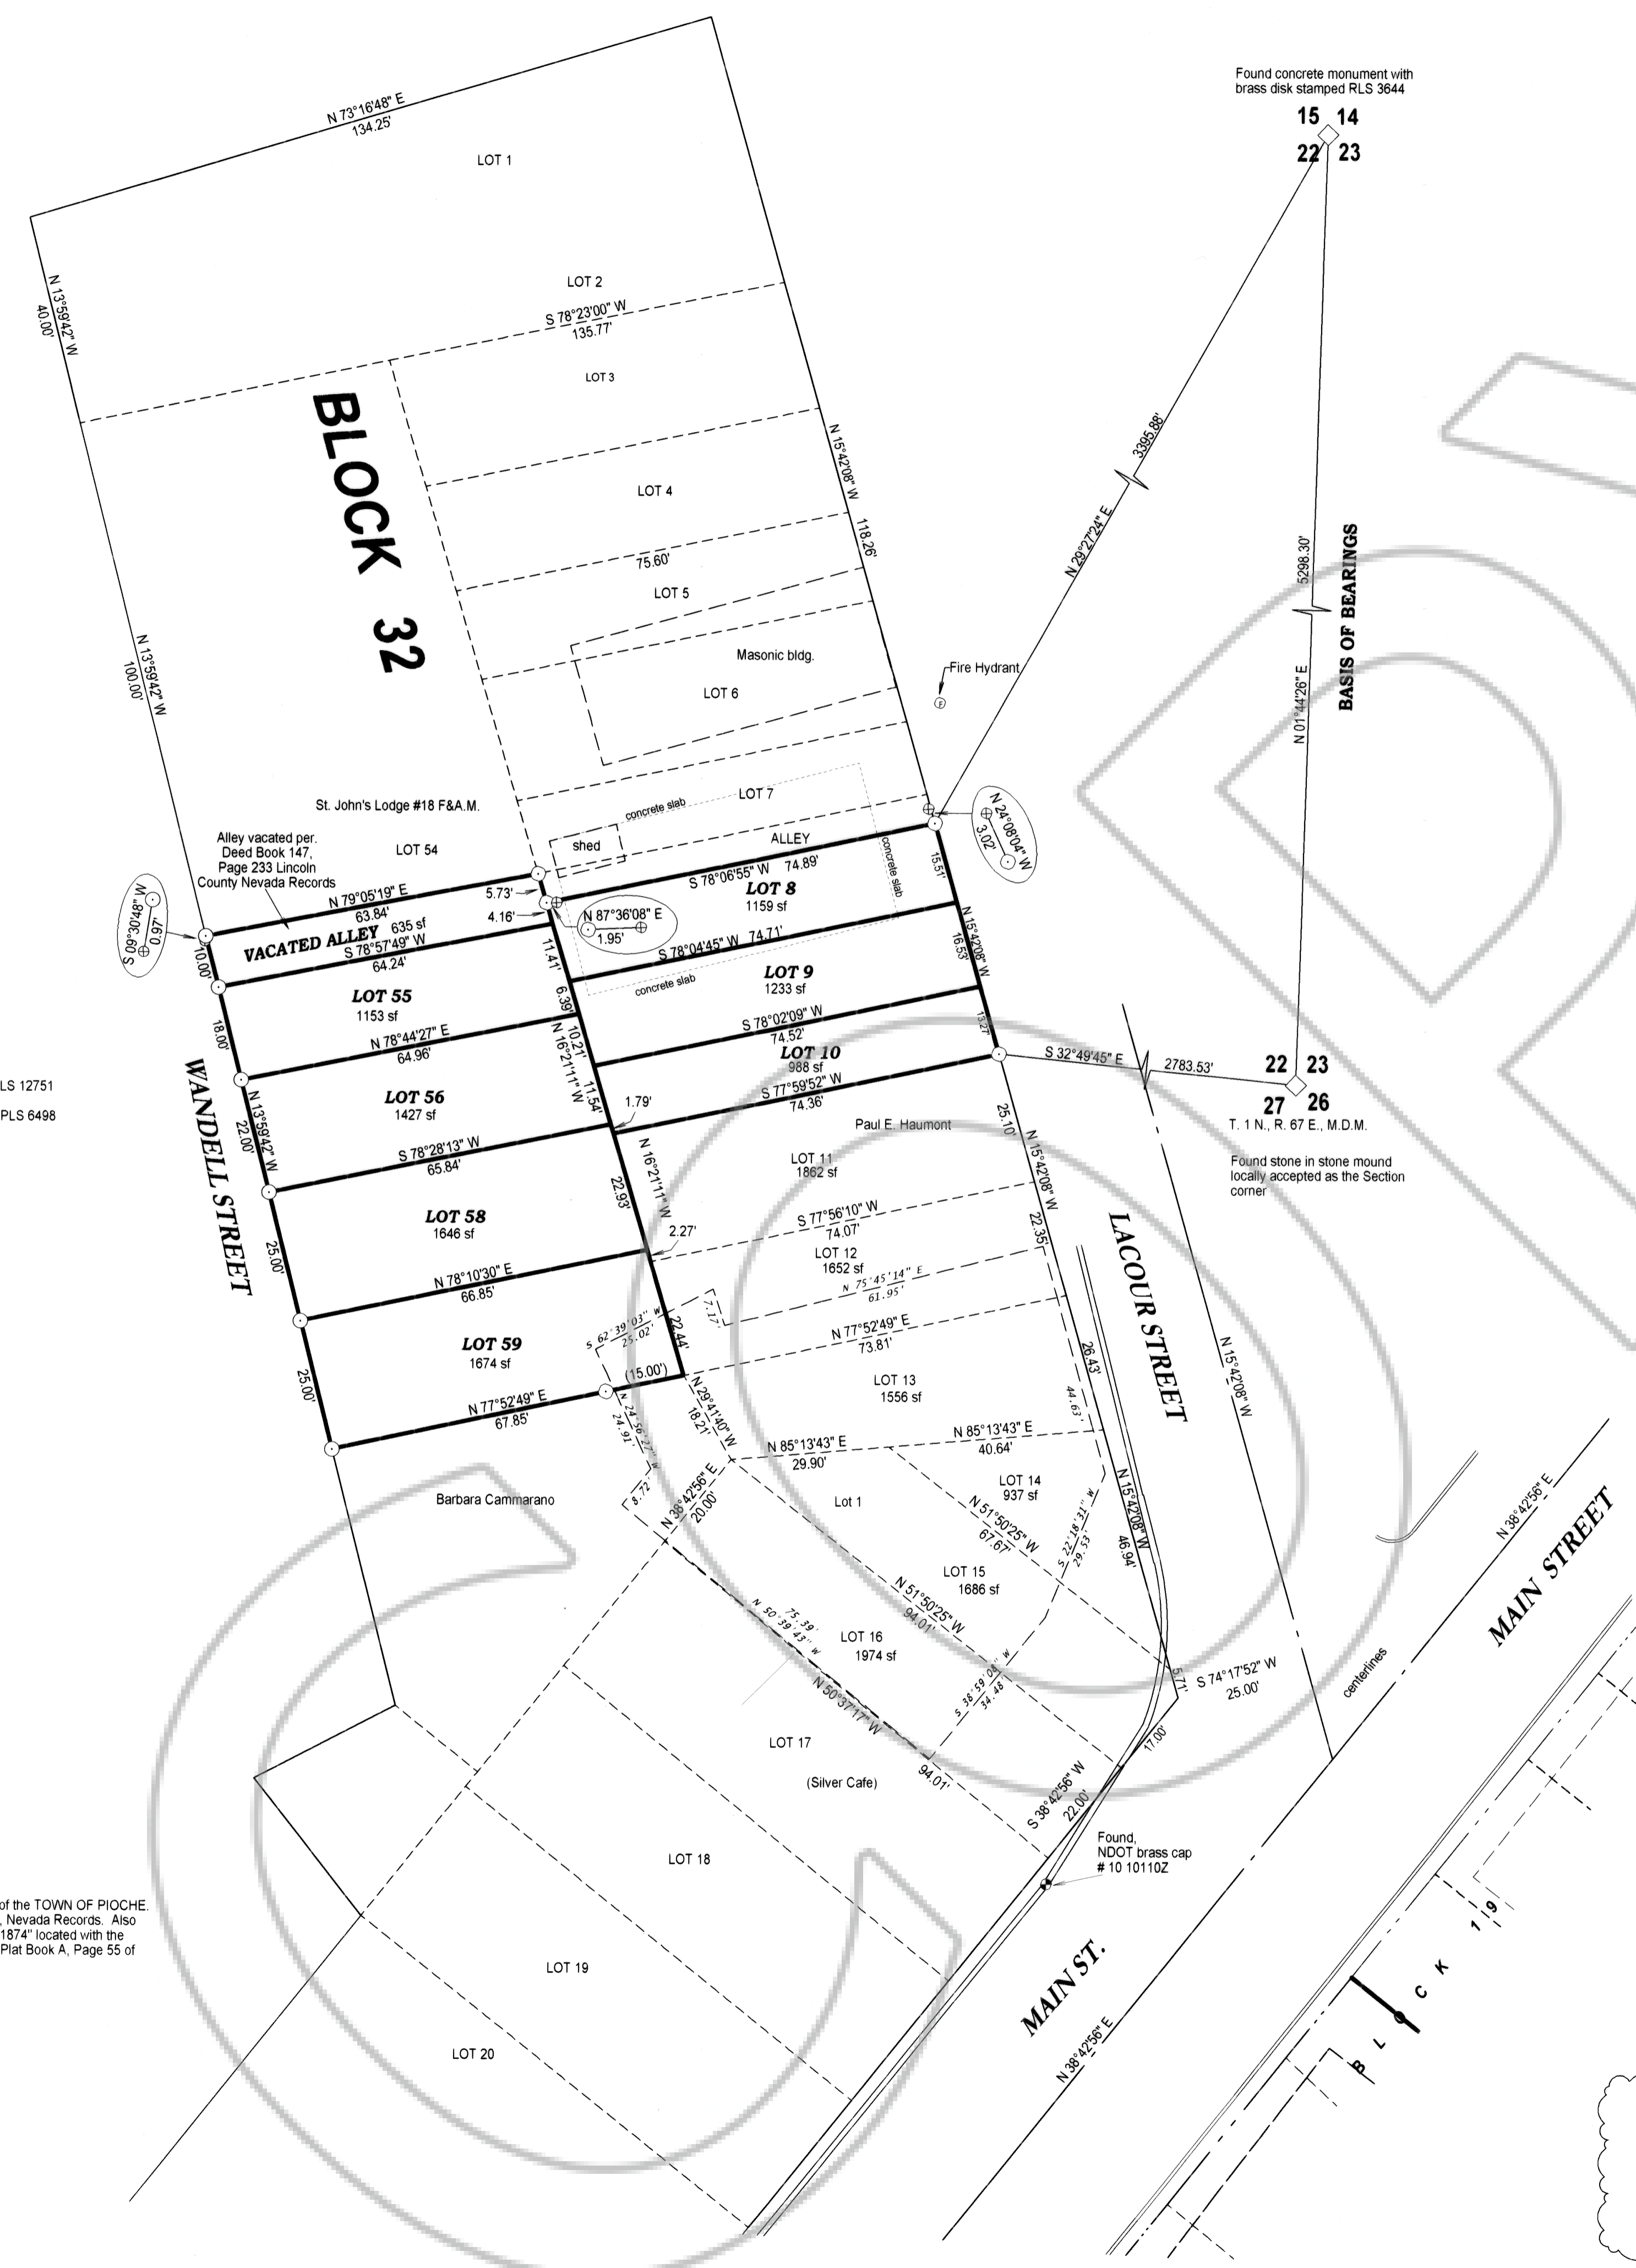 Found concrete monument with
brass disk stamped RLS 3644
15 14
22 23
N 73°16'48" E
134.25'
LOT 1
N 13°59'42" W
40.00'
LOT 2
S 78°23'00" W
135.77'
LOT 3
BLOCK 32
N 15°42'08" W 118.26'
3395.88'
N 29°27'24" E
LOT 4
75.60'
LOT 5
5298.30'
N 01°44'26" E
BASIS OF BEARINGS
N 13°59'42" W
100.00'
Masonic bldg.
LOT 6
Fire Hydrant
F
St. John's Lodge #18 F&A.M.
LOT 7
concrete slab
N 24°08'04" W
3.02'
Alley vacated per.
Deed Book 147,
Page 233 Lincoln
County Nevada Records
LOT 54
shed
ALLEY
concrete slab
S 78°06'55" W 74.89'
15.51'
LOT 8
1159 sf
S 09°30'48" W
0.97'
N 79°05'19" E
63.84'
5.73'
4.16'
N 87°36'08" E
1.95'
VACATED ALLEY 635 sf
10.00'
S 78°57'49" W
64.24'
11.41'
S 78°04'45" W 74.71'
N 15°42'08" W
16.53'
LOT 9
1233 sf
concrete slab
LOT 55
1153 sf
6.39'
18.00'
N 78°44'27" E
64.96'
10.21'
N 16°21'11" W
S 78°02'09" W
74.52'
13.27'
LOT 10
988 sf
S 32°49'45" E
2783.53'
22 23
27 26
T. 1 N., R. 67 E., M.D.M.
LS 12751
PLS 6498
WANDELL STREET
LOT 56
1427 sf
11.54'
1.79'
S 77°59'52" W
74.36'
N 13°59'42" W
22.00'
Paul E. Haumont
25.10'
N 15°42'08" W
S 78°28'13" W
65.84'
N 16°21'11" W
22.93'
LOT 11
1862 sf
Found stone in stone mound
locally accepted as the Section
corner
LOT 58
1646 sf
S 77°56'10" W
74.07'
22.35'
LACOUR STREET
25.00'
2.27'
LOT 12
1652 sf
N 78°10'30" E
66.85'
N 75°45'14" E
61.95'
7.17'
S 62°39'03" W
25.02'
22.44'
N 77°52'49" E
73.81'
26.43'
N 15°42'08" W
LOT 59
1674 sf
25.00'
(15.00')
LOT 13
1556 sf
44.63'
N 77°52'49" E
67.85'
24.91'
N 29°41'40" W
18.21'
N 85°13'43" E
29.90'
N 85°13'43" E
40.64'
8.72'
N 38°42'56" E
20.00'
Barbara Cammarano
Lot 1
LOT 14
937 sf
N 51°50'25" W
67.67'
S 22°18'31" W
29.53'
N 15°42'08" W
46.94'
N 38°42'56" E
MAIN STREET
LOT 15
1686 sf
N 51°50'25" W
94.01'
75.39'
N 50°39'43" W
LOT 16
1974 sf
S 38°59'08" W
34.48'
5.71'
S 74°17'52" W
25.00'
centerlines
N 50°37'17" W
94.01'
LOT 17
(Silver Cafe)
17.00'
S 38°42'56" W
22.00'
Found,
NDOT brass cap
# 10 10110Z
LOT 18
of the TOWN OF PIOCHE.
, Nevada Records. Also
1874" located with the
Plat Book A, Page 55 of
LOT 19
MAIN ST.
N 38°42'56" E
LOT 20
BLOCK 19